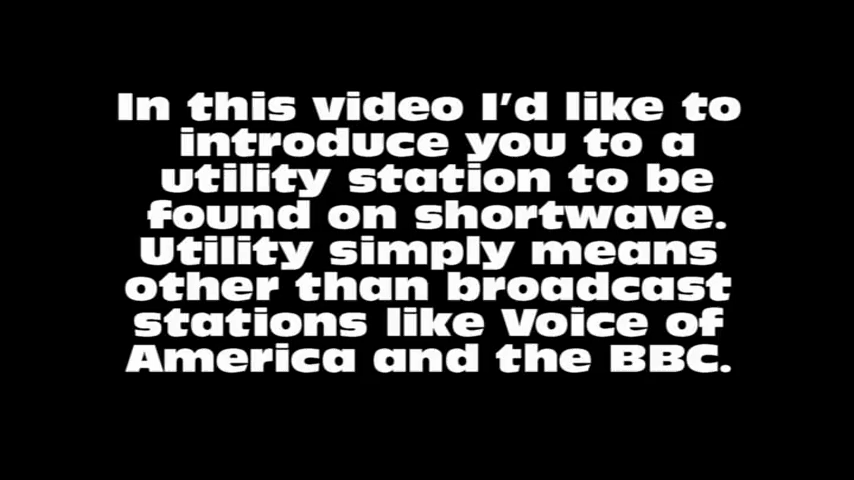 In this video I'd like to
introduce you to a
utility station to be
found on shortwave.
Utility simply means
other than broadcast
stations like Voice of
America and the BBC.